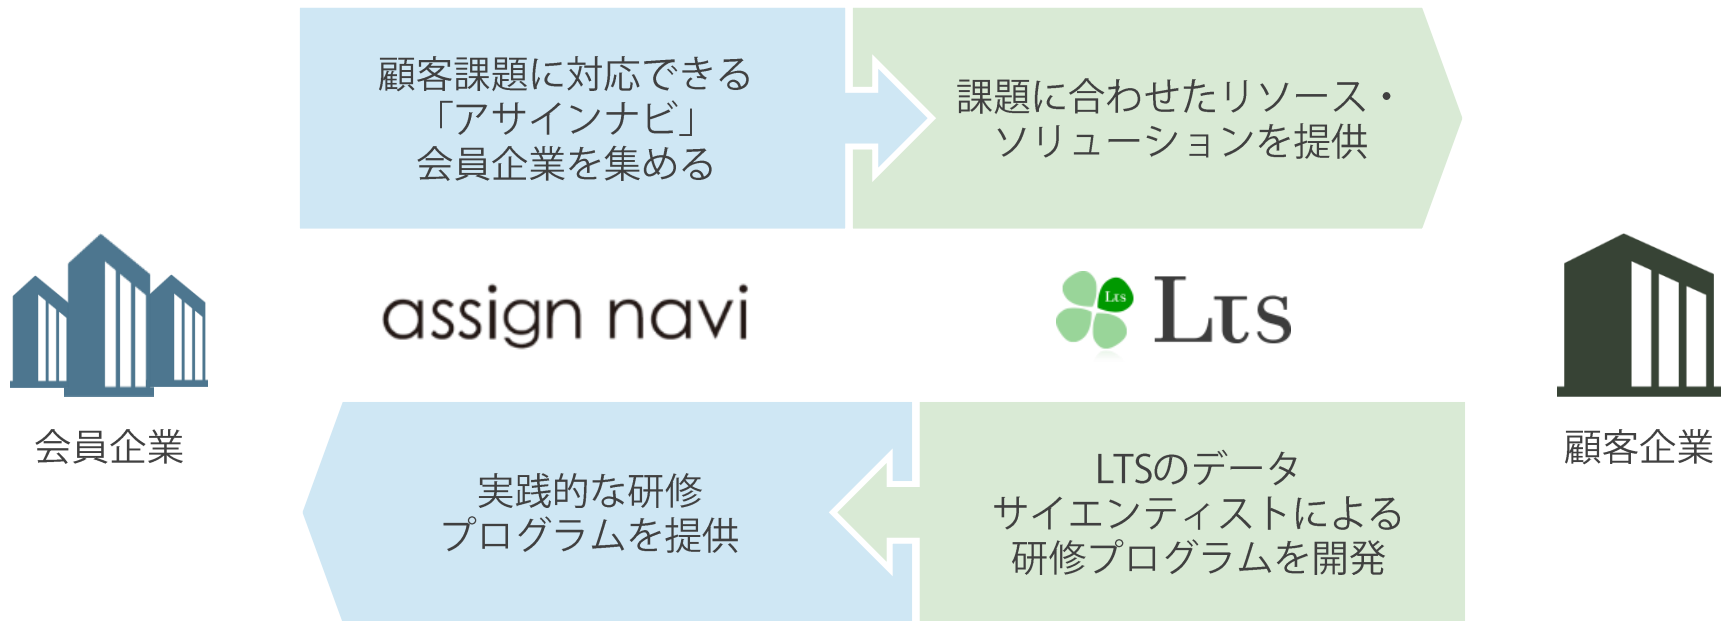 顧客課題に対応できる
「アサインナビ」
会員企業を集める
課題に合わせたリソース・
ソリューションを提供
assign navi
Lts
Lts
会員企業
顧客企業
実践的な研修
プログラムを提供
LTSのデータ
サイエンティストによる
研修プログラムを開発